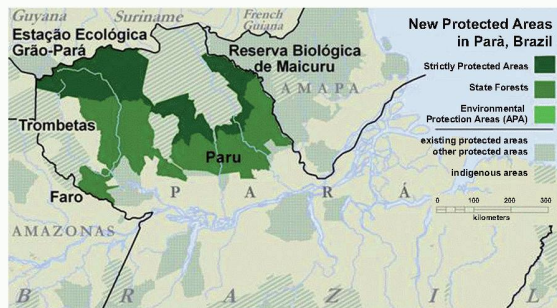 Guyana
Suriname
French
Guiana
Estação Ecológica
Grão-Pará
Reserva Biológica
de Maicuru
New Protected Areas
in Parà, Brazil
Strictly Protected Areas
State Forests
Environmental
Protection Areas (APA)
existing protected areas
other protected areas
indigenous areas
0 100 200 300
kilometers
AMAPA
Trombetas
Paru
Faro
PARÁ
AMAZONAS
BRAZIL